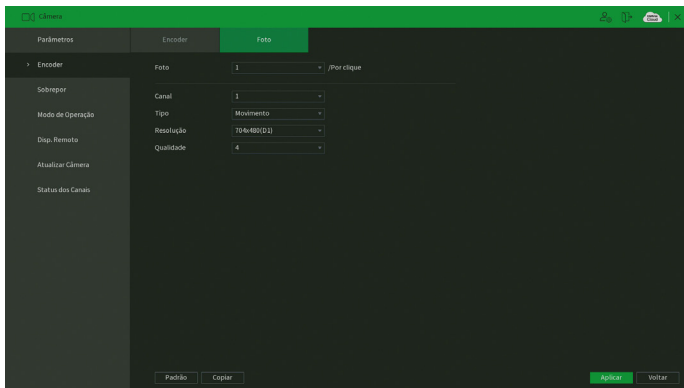 Câmera
Parâmetros
Encoder
Foto
Encoder
Foto 1 /Por clique
Sobrepor
Canal 1
Modo de Operação
Tipo Movimento
Resolução 704x480(D1)
Disp. Remoto
Qualidade 4
Atualizar Câmera
Status dos Canais
Padrão
Copiar
Aplicar
Voltar